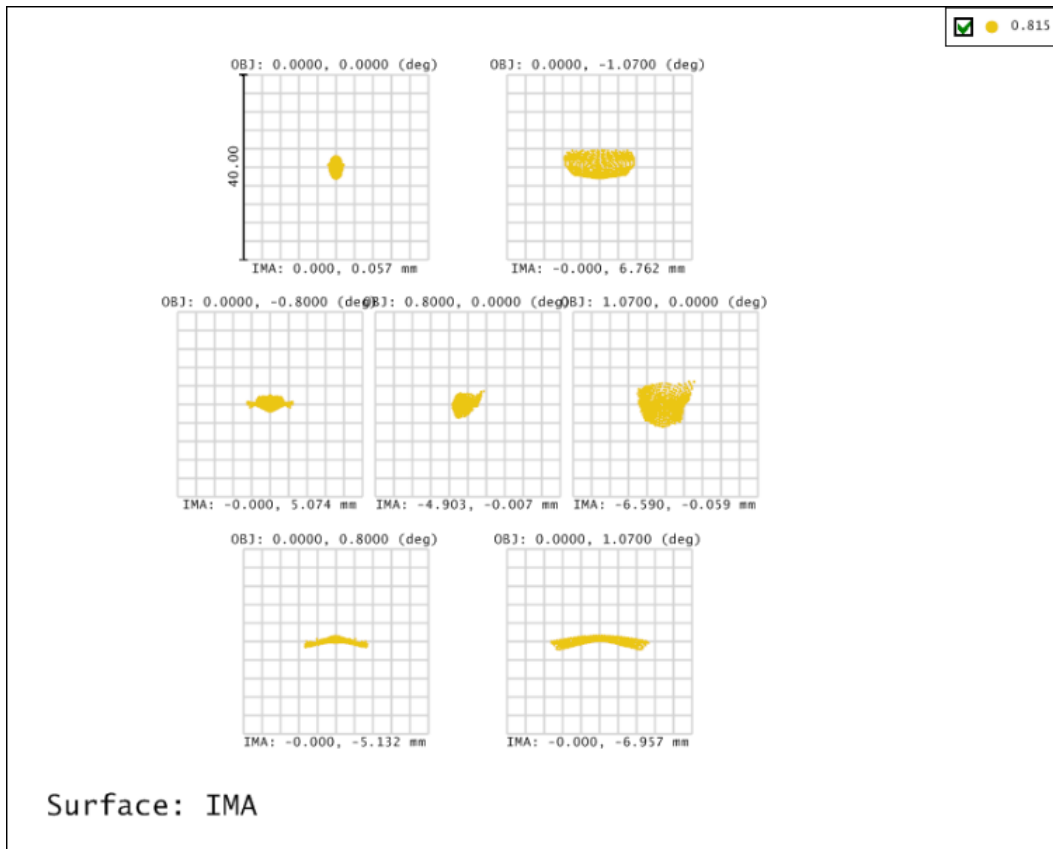 0.815
OBJ: 0.0000, 0.0000 (deg)
OBJ: 0.0000, -1.0700 (deg)
40.00
IMA: 0.000, 0.057 mm
IMA: -0.000, 6.762 mm
OBJ: 0.0000, -0.8000 (deg)
OBJ: 0.8000, 0.0000 (deg)
OBJ: 1.0700, 0.0000 (deg)
IMA: -0.000, 5.074 mm
IMA: -4.903, -0.007 mm
IMA: -6.590, -0.059 mm
OBJ: 0.0000, 0.8000 (deg)
OBJ: 0.0000, 1.0700 (deg)
IMA: -0.000, -5.132 mm
IMA: -0.000, -6.957 mm
Surface: IMA